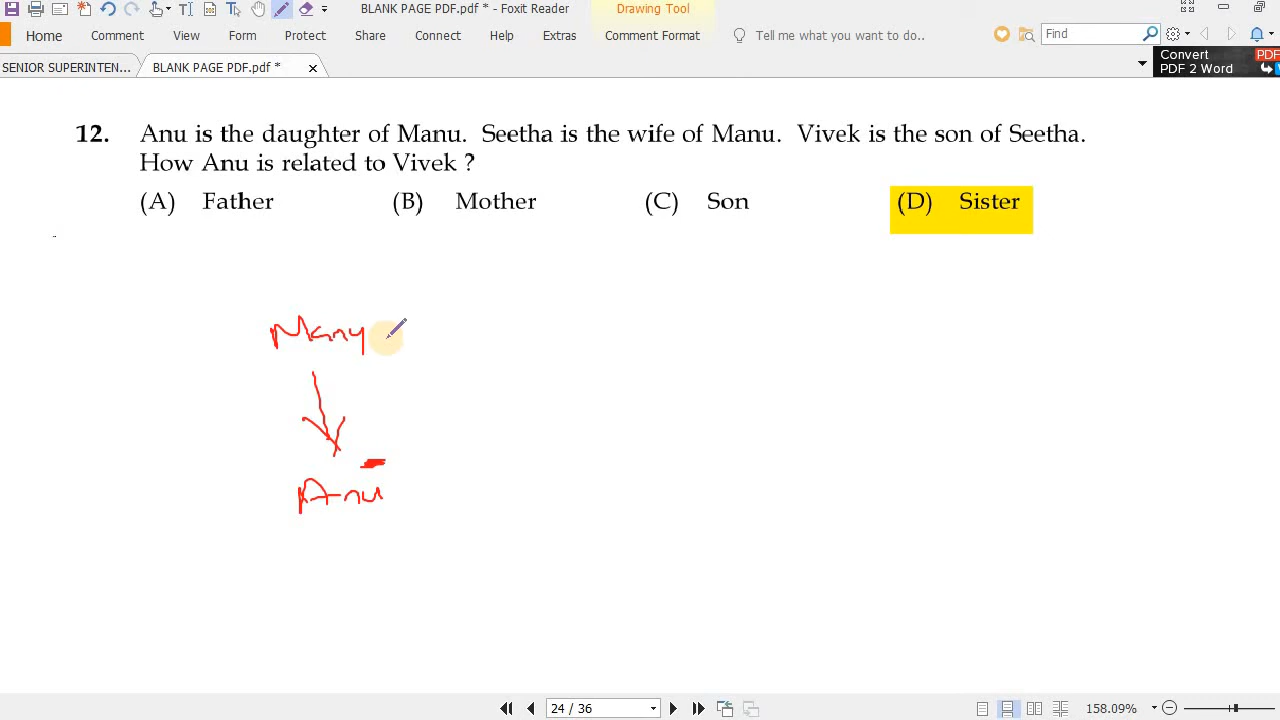 BLANK PAGE PDF.pdf * - Foxit Reader
Drawing Tool
Home Comment View Form Protect Share Connect Help Extras Comment Format Tell me what you want to do.. Find
SENIOR SUPERINTEN... BLANK PAGE PDF.pdf *
Convert
PDF 2 Word
PDF
12. Anu is the daughter of Manu. Seetha is the wife of Manu. Vivek is the son of Seetha.
How Anu is related to Vivek ?
(A) Father (B) Mother (C) Son (D) Sister
Manu
Anu
24 / 36
158.09%